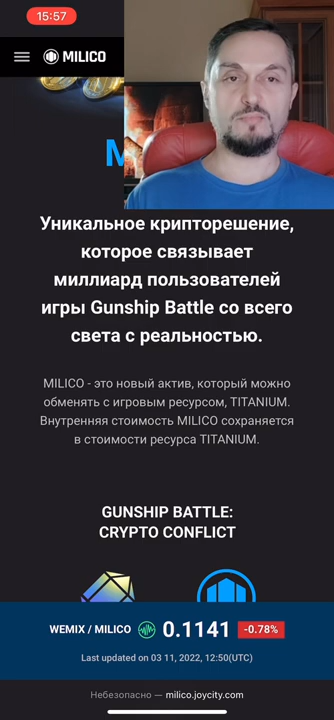 15:57
MILICO
M
Уникальное крипторешение,
которое связывает
миллиард пользователей
игры Gunship Battle со всего
света с реальностью.
MILICO - это новый актив, который можно
обменять с игровым ресурсом, TITANIUM.
Внутренняя стоимость MILICO сохраняется
в стоимости ресурса TITANIUM.
GUNSHIP BATTLE:
CRYPTO CONFLICT
WEMIX / MILICO 0.1141 -0.78%
Last updated on 03 11, 2022, 12:50(UTC)
Небезопасно — milico.joycity.com